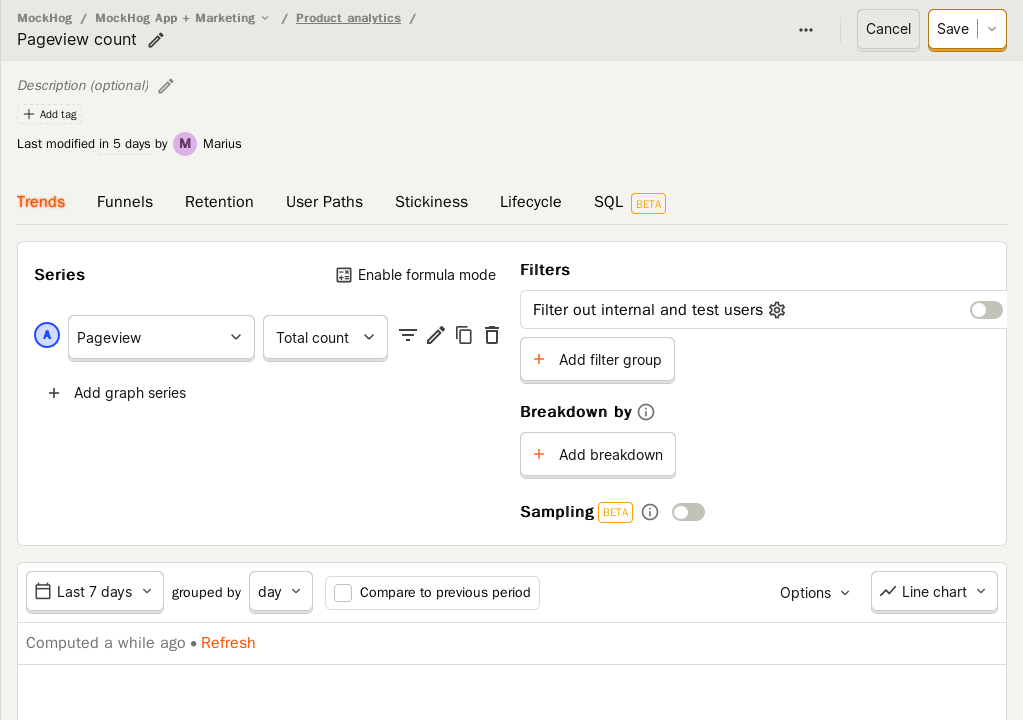 MockHog / MockHog App + Marketing / Product analytics /
Pageview count
Cancel
Save
Description (optional)
Add tag
Last modified in 5 days by M Marius
Trends Funnels Retention User Paths Stickiness Lifecycle SQL BETA
Series
Enable formula mode
A Pageview Total count
Add graph series
Filters
Filter out internal and test users
Add filter group
Breakdown by
Add breakdown
Sampling BETA
Last 7 days grouped by day Compare to previous period Options Line chart
Computed a while ago • Refresh